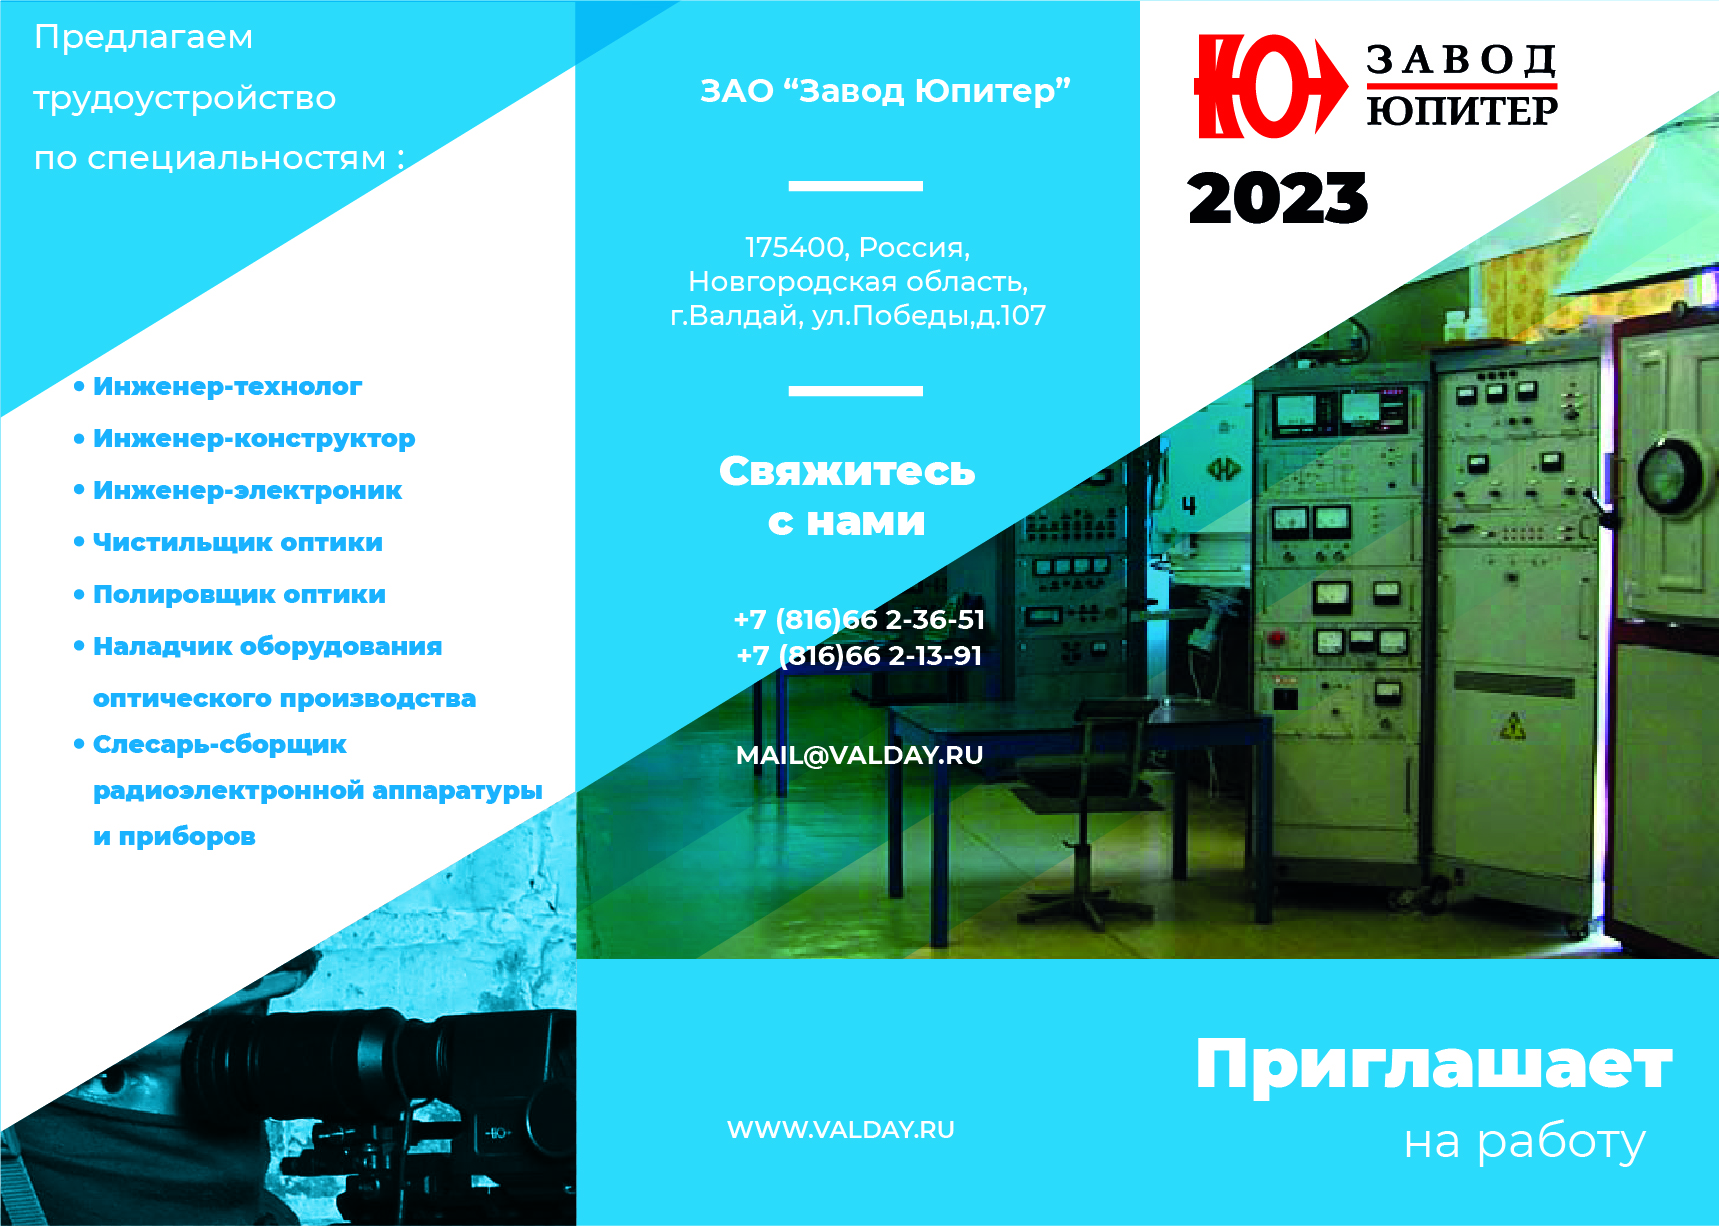 Предлагаем
трудоустройство
по специальностям :
• Инженер-технолог
• Инженер-конструктор
• Инженер-электроник
• Чистильщик оптики
• Полировщик оптики
• Наладчик оборудования
оптического производства
• Слесарь-сборщик
радиоэлектронной аппаратуры
и приборов
ЗАО “Завод Юпитер”
175400, Россия,
Новгородская область,
г.Валдай, ул.Победы,д.107
Свяжитесь
с нами
+7 (816)66 2-36-51
+7 (816)66 2-13-91
MAIL@VALDAY.RU
WWW.VALDAY.RU
ЗАВОД
ЮПИТЕР
2023
4
Приглашает
на работу